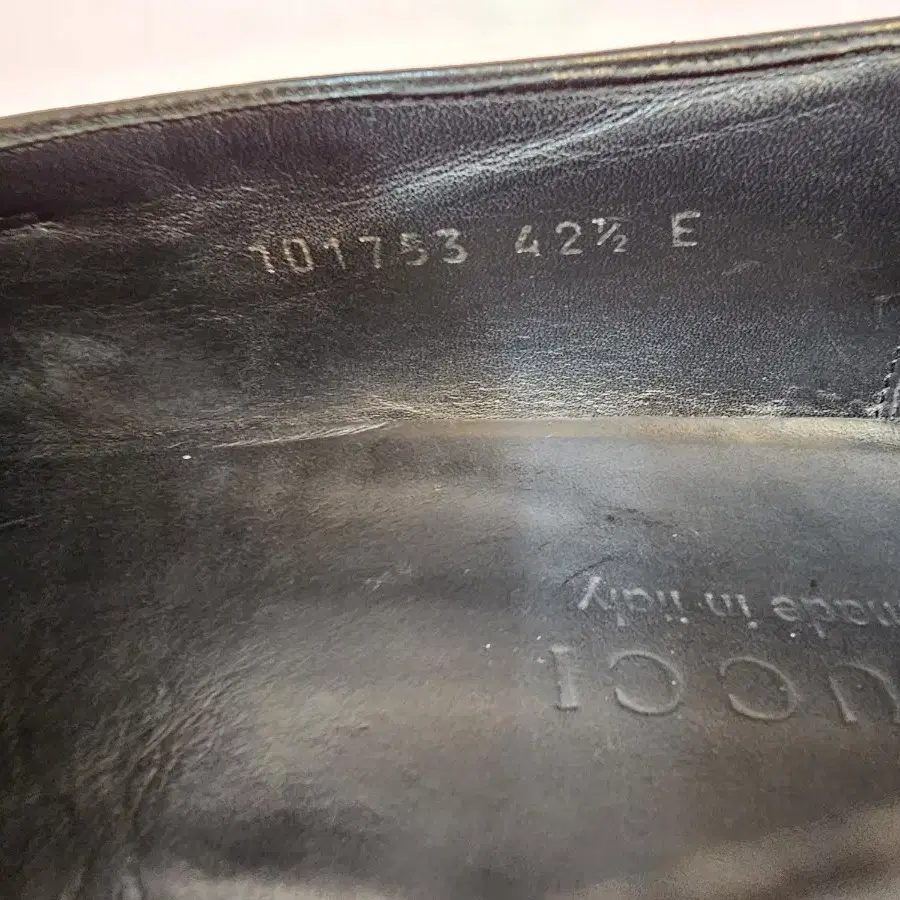 101753 42½ E
made in italy
UCCI